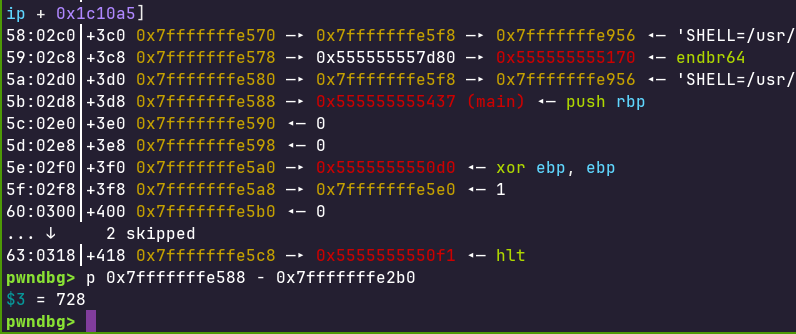 ip + 0x1c10a5]
58:02c0│+3c0 0x7fffffffe570 —▸ 0x7fffffffe5f8 —▸ 0x7fffffffe956 ◂— 'SHELL=/usr/
59:02c8│+3c8 0x7fffffffe578 —▸ 0x555555557d80 —▸ 0x555555555170 ◂— endbr64
5a:02d0│+3d0 0x7fffffffe580 —▸ 0x7fffffffe5f8 —▸ 0x7fffffffe956 ◂— 'SHELL=/usr/
5b:02d8│+3d8 0x7fffffffe588 —▸ 0x555555555437 (main) ◂— push rbp
5c:02e0│+3e0 0x7fffffffe590 ◂— 0
5d:02e8│+3e8 0x7fffffffe598 ◂— 0
5e:02f0│+3f0 0x7fffffffe5a0 —▸ 0x5555555550d0 ◂— xor ebp, ebp
5f:02f8│+3f8 0x7fffffffe5a8 —▸ 0x7fffffffe5e0 ◂— 1
60:0300│+400 0x7fffffffe5b0 ◂— 0
... ↓     2 skipped
63:0318│+418 0x7fffffffe5c8 —▸ 0x5555555550f1 ◂— hlt
pwndbg> p 0x7fffffffe588 - 0x7fffffffe2b0
$3 = 728
pwndbg>